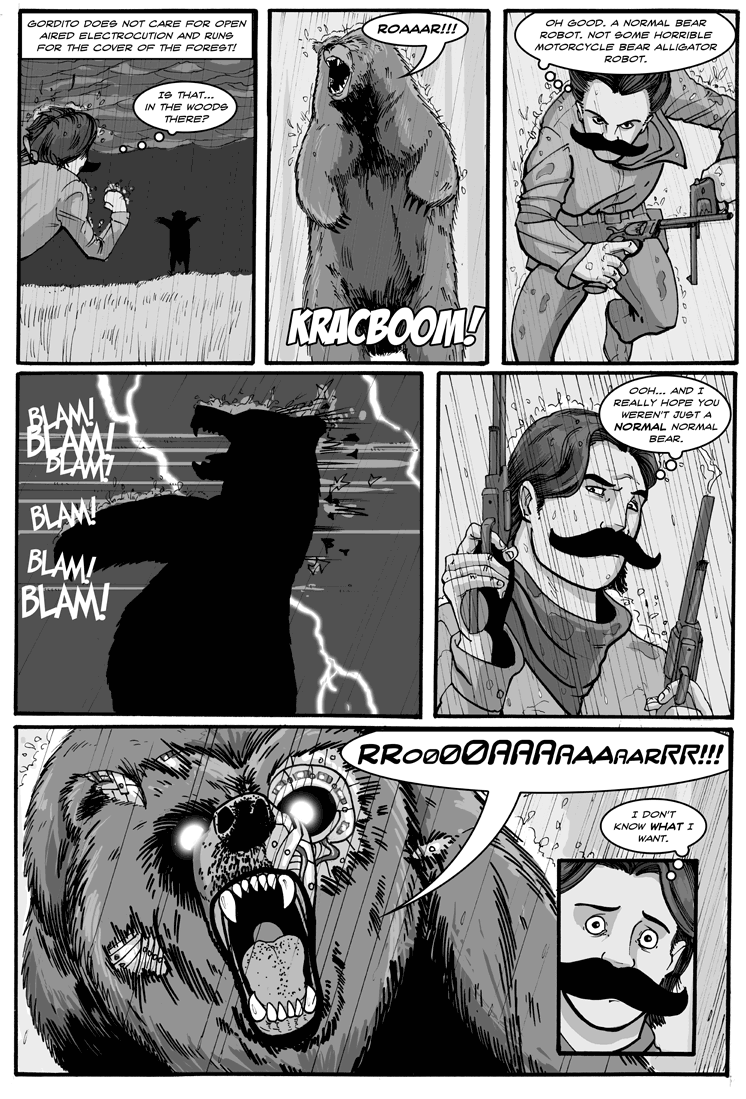 GORDITO DOES NOT CARE FOR OPEN
AIRED ELECTROCUTION AND RUNS
FOR THE COVER OF THE FOREST!
IS THAT...
IN THE WOODS
THERE?
ROAAAR!!!
KRACBOOM!
OH GOOD. A NORMAL BEAR
ROBOT. NOT SOME HORRIBLE
MOTORCYCLE BEAR ALLIGATOR
ROBOT.
BLAM!
BLAM!
BLAM!
BLAM!
BLAM!
BLAM!
OOH... AND I
REALLY HOPE YOU
WEREN'T JUST A
NORMAL NORMAL
BEAR.
RROOOOAAAAAAAARRR!!!
I DON'T
KNOW WHAT I
WANT.